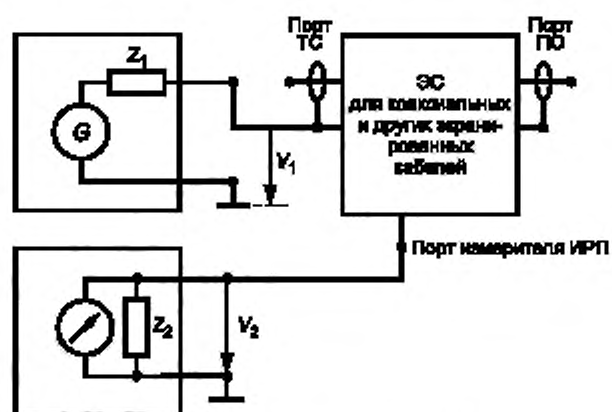 Порт
ТС
Порт
ПО
Z1
G
V1
ЭС
для коаксиальных
и других экрани-
рованных
кабелей
Порт измерителя ИРП
Z2
V2